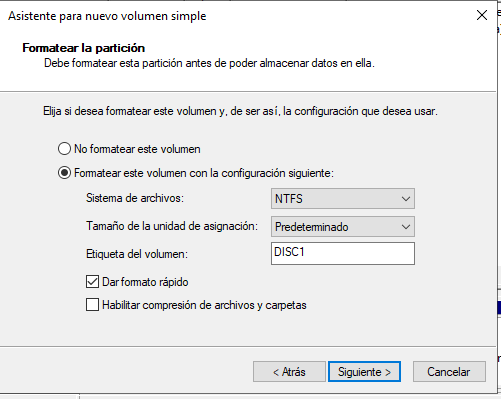 Asistente para nuevo volumen simple
Formatear la partición
Debe formatear esta partición antes de poder almacenar datos en ella.
Elija si desea formatear este volumen y, de ser así, la configuración que desea usar.
No formatear este volumen
Formatear este volumen con la configuración siguiente:
Sistema de archivos: NTFS
Tamaño de la unidad de asignación: Predeterminado
Etiqueta del volumen: DISC1
Dar formato rápido
Habilitar compresión de archivos y carpetas
< Atrás Siguiente > Cancelar